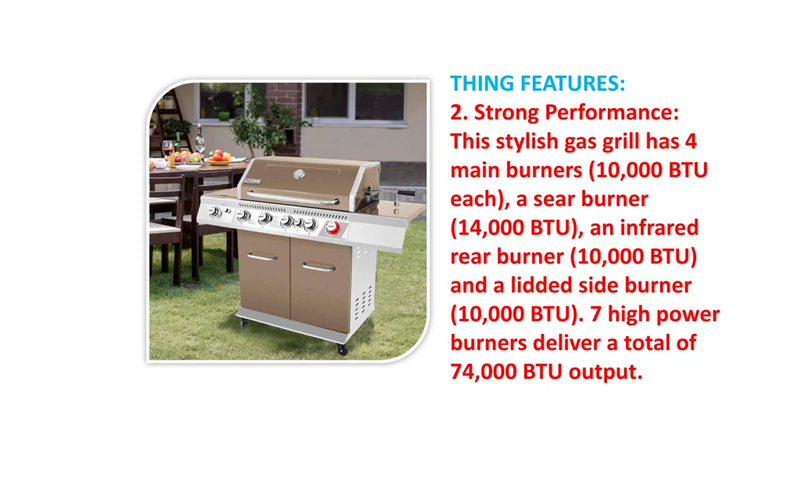 THING FEATURES:
2. Strong Performance:
This stylish gas grill has 4
main burners (10,000 BTU
each), a sear burner
(14,000 BTU), an infrared
rear burner (10,000 BTU)
and a lidded side burner
(10,000 BTU). 7 high power
burners deliver a total of
74,000 BTU output.